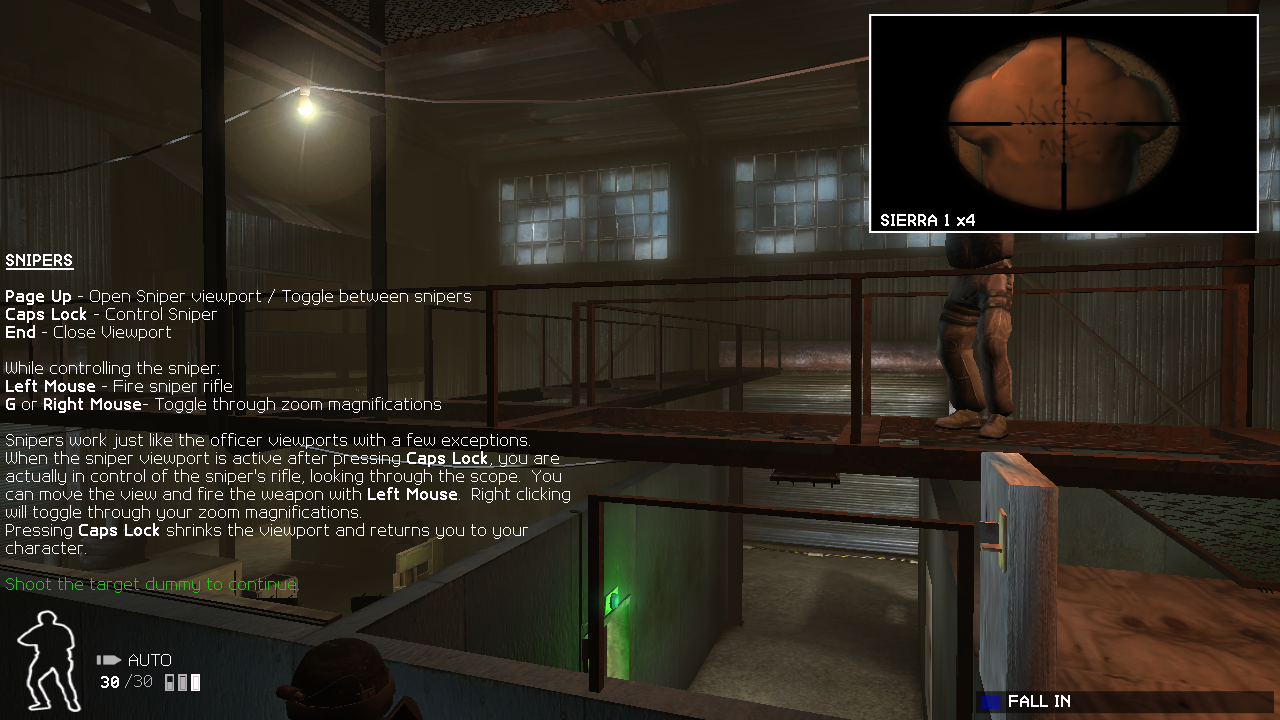 KICK
ME
SIERRA 1 x4
SNIPERS
Page Up - Open Sniper viewport / Toggle between snipers
Caps Lock - Control Sniper
End - Close Viewport
While controlling the sniper:
Left Mouse - Fire sniper rifle
G or Right Mouse- Toggle through zoom magnifications
Snipers work just like the officer viewports with a few exceptions.
When the sniper viewport is active after pressing Caps Lock, you are
actually in control of the sniper's rifle, looking through the scope.  You
can move the view and fire the weapon with Left Mouse.  Right clicking
will toggle through your zoom magnifications.
Pressing Caps Lock shrinks the viewport and returns you to your
character.
Shoot the target dummy to continue.
AUTO
30 /30
FALL IN